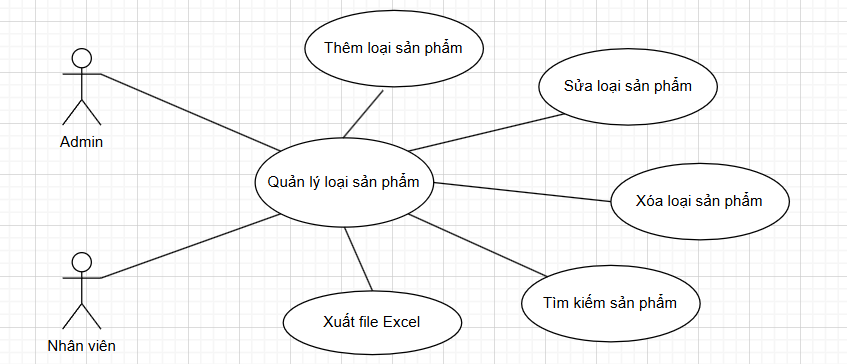 Thêm loại sản phẩm
Sửa loại sản phẩm
Admin
Quản lý loại sản phẩm
Xóa loại sản phẩm
Tìm kiếm sản phẩm
Xuất file Excel
Nhân viên